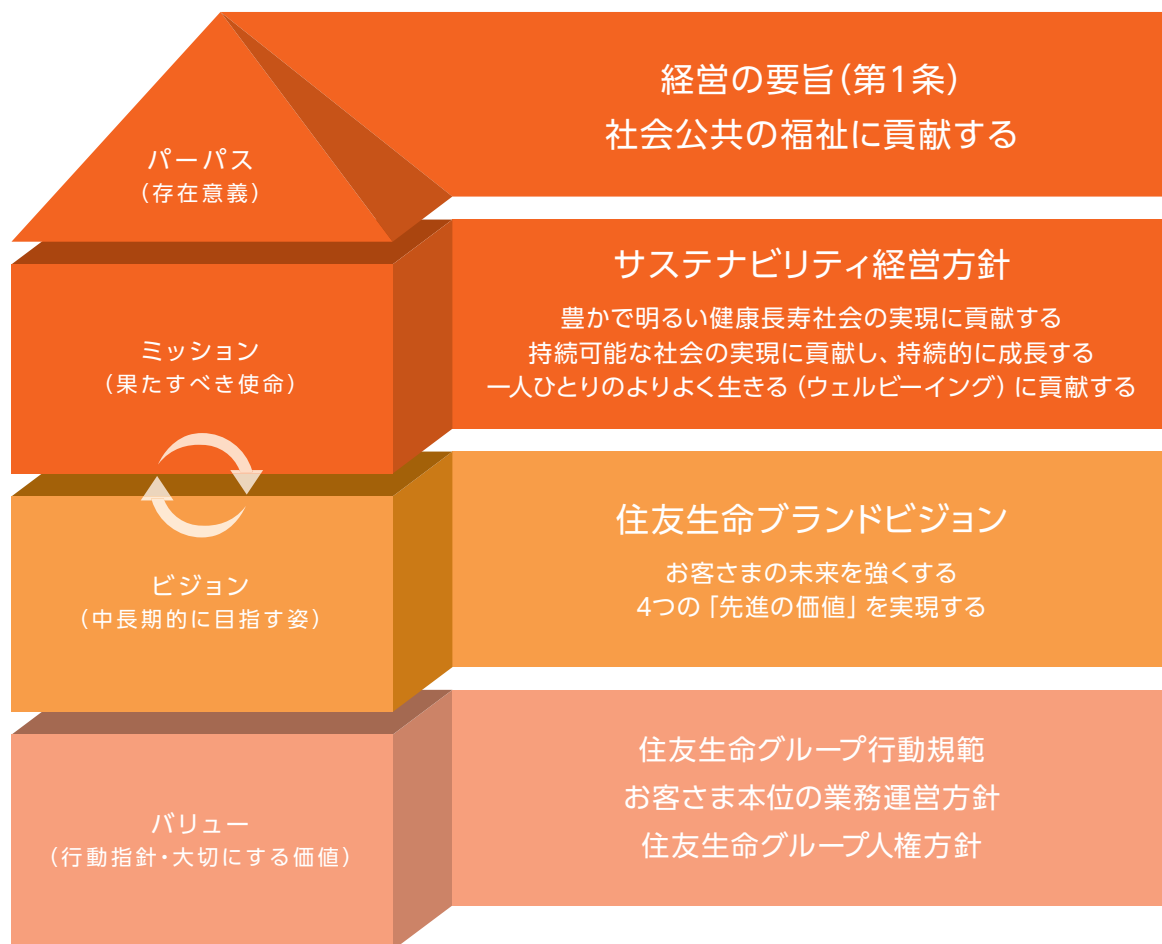 パーパス
（存在意義）
経営の要旨（第1条）
社会公共の福祉に貢献する
ミッション
（果たすべき使命）
サステナビリティ経営方針
豊かで明るい健康長寿社会の実現に貢献する
持続可能な社会の実現に貢献し、持続的に成長する
一人ひとりのよりよく生きる（ウェルビーイング）に貢献する
ビジョン
（中長期的に目指す姿）
住友生命ブランドビジョン
お客さまの未来を強くする
4つの「先進の価値」を実現する
バリュー
（行動指針・大切にする価値）
住友生命グループ行動規範
お客さま本位の業務運営方針
住友生命グループ人権方針